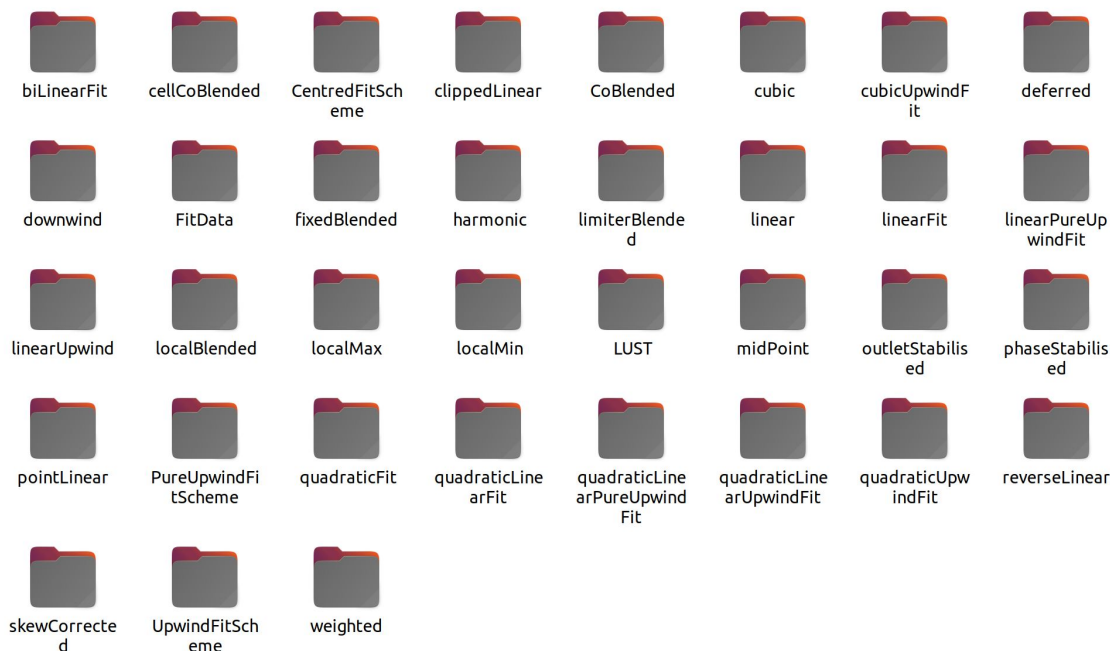 biLinearFit cellCoBlended CentredFitSch
eme clippedLinear CoBlended cubic cubicUpwindF
it deferred
downwind FitData fixedBlended harmonic limiterBlende
d linear linearFit linearPureUp
windFit
linearUpwind localBlended localMax localMin LUST midPoint outletStabilis
ed phaseStabilis
ed
pointLinear PureUpwindFi
tScheme quadraticFit quadraticLine
arFit quadraticLine
arPureUpwind
Fit quadraticLine
arUpwindFit quadraticUpw
indFit reverseLinear
skewCorrecte
d UpwindFitSch
eme weighted